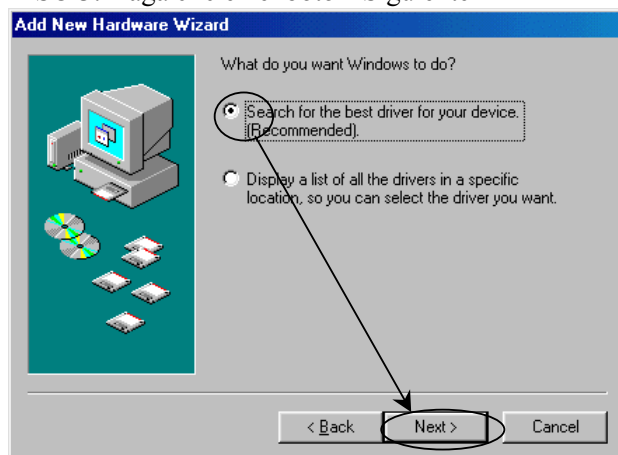 Add New Hardware Wizard
What do you want Windows to do?
Search for the best driver for your device.
(Recommended).
Display a list of all the drivers in a specific
location, so you can select the driver you want.
< Back
Next >
Cancel